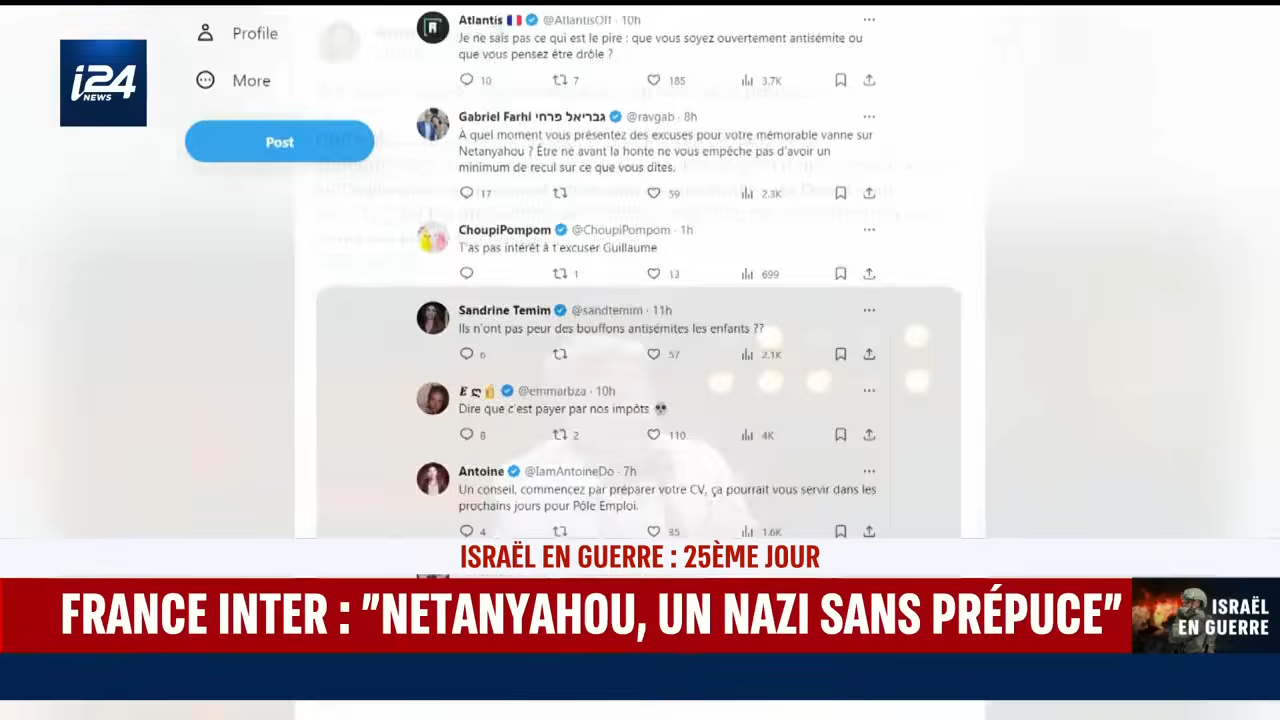 Profile
More
Post
i24
NEWS
Atlantis 🇫🇷 @AtlantisOff · 10h
Je ne sais pas ce qui est le pire : que vous soyez ouvertement antisémite ou
que vous pensez être drôle ?
10 7 185 3.7K
Gabriel Farhi גבריאל פרחי @ravgab · 8h
À quel moment vous présentez des excuses pour votre mémorable vanne sur
Netanyahou ? Être né avant la honte ne vous empêche pas d'avoir un
minimum de recul sur ce que vous dites.
17 59 2.3K
ChoupiPompom @ChoupiPompom · 1h
T'as pas intérêt à t'excuser Guillaume
1 13 699
Sandrine Temim @sandtemim · 11h
Ils n'ont pas peur des bouffons antisémites les enfants ??
6 57 2.1K
E ღ @emmarbza · 10h
Dire que c'est payer par nos impôts 💀
8 2 110 4K
Antoine @IamAntoineDo · 7h
Un conseil, commencez par préparer votre CV, ça pourrait vous servir dans les
prochains jours pour Pôle Emploi.
4 35 1.6K
ISRAËL EN GUERRE : 25ÈME JOUR
FRANCE INTER : "NETANYAHOU, UN NAZI SANS PRÉPUCE"
ISRAËL
EN GUERRE